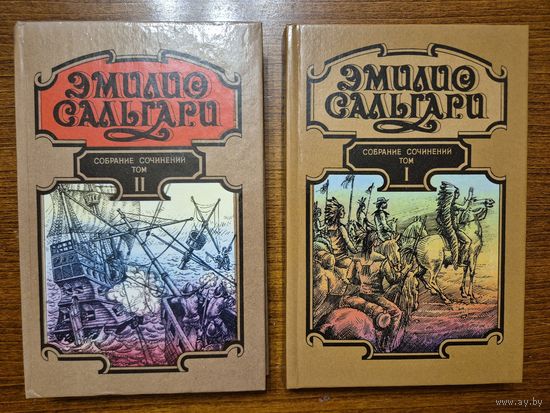 ЭМИЛИО
САЛЬГАРИ
СОБРАНИЕ СОЧИНЕНИЙ
ТОМ
II
ЭМИЛИО
САЛЬГАРИ
СОБРАНИЕ СОЧИНЕНИЙ
ТОМ
I
www.ay.by